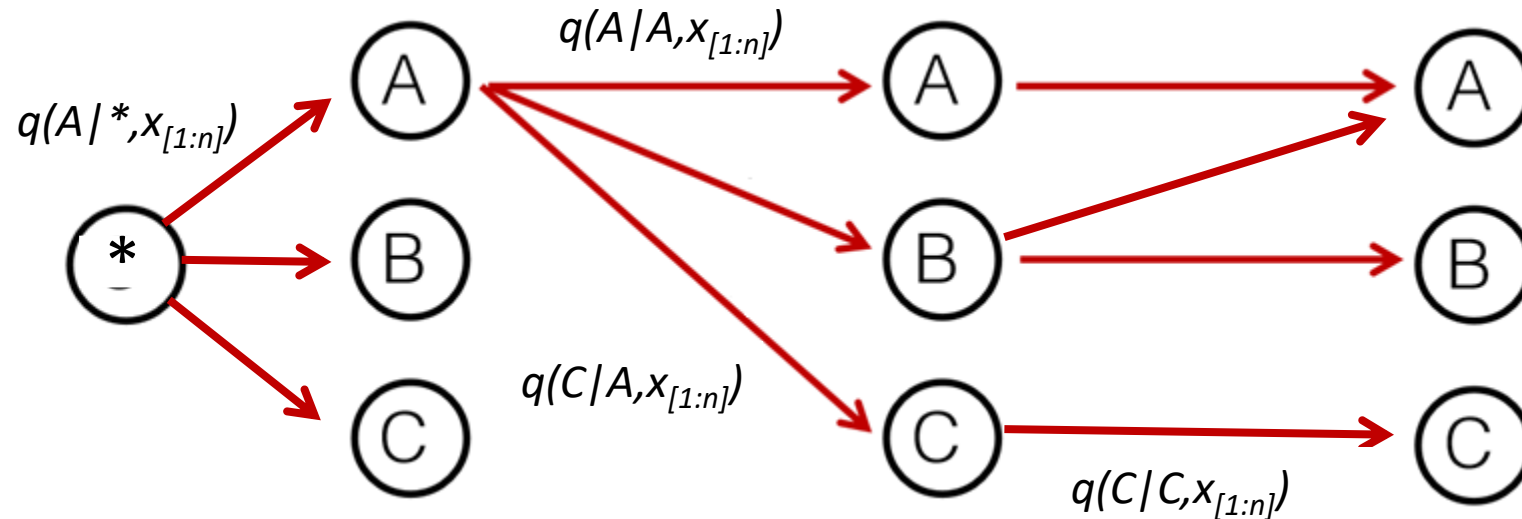 q(A|A,x[1:n])
A A A
q(A|*,x[1:n])
* B B B
q(C|A,x[1:n])
C C C
q(C|C,x[1:n])